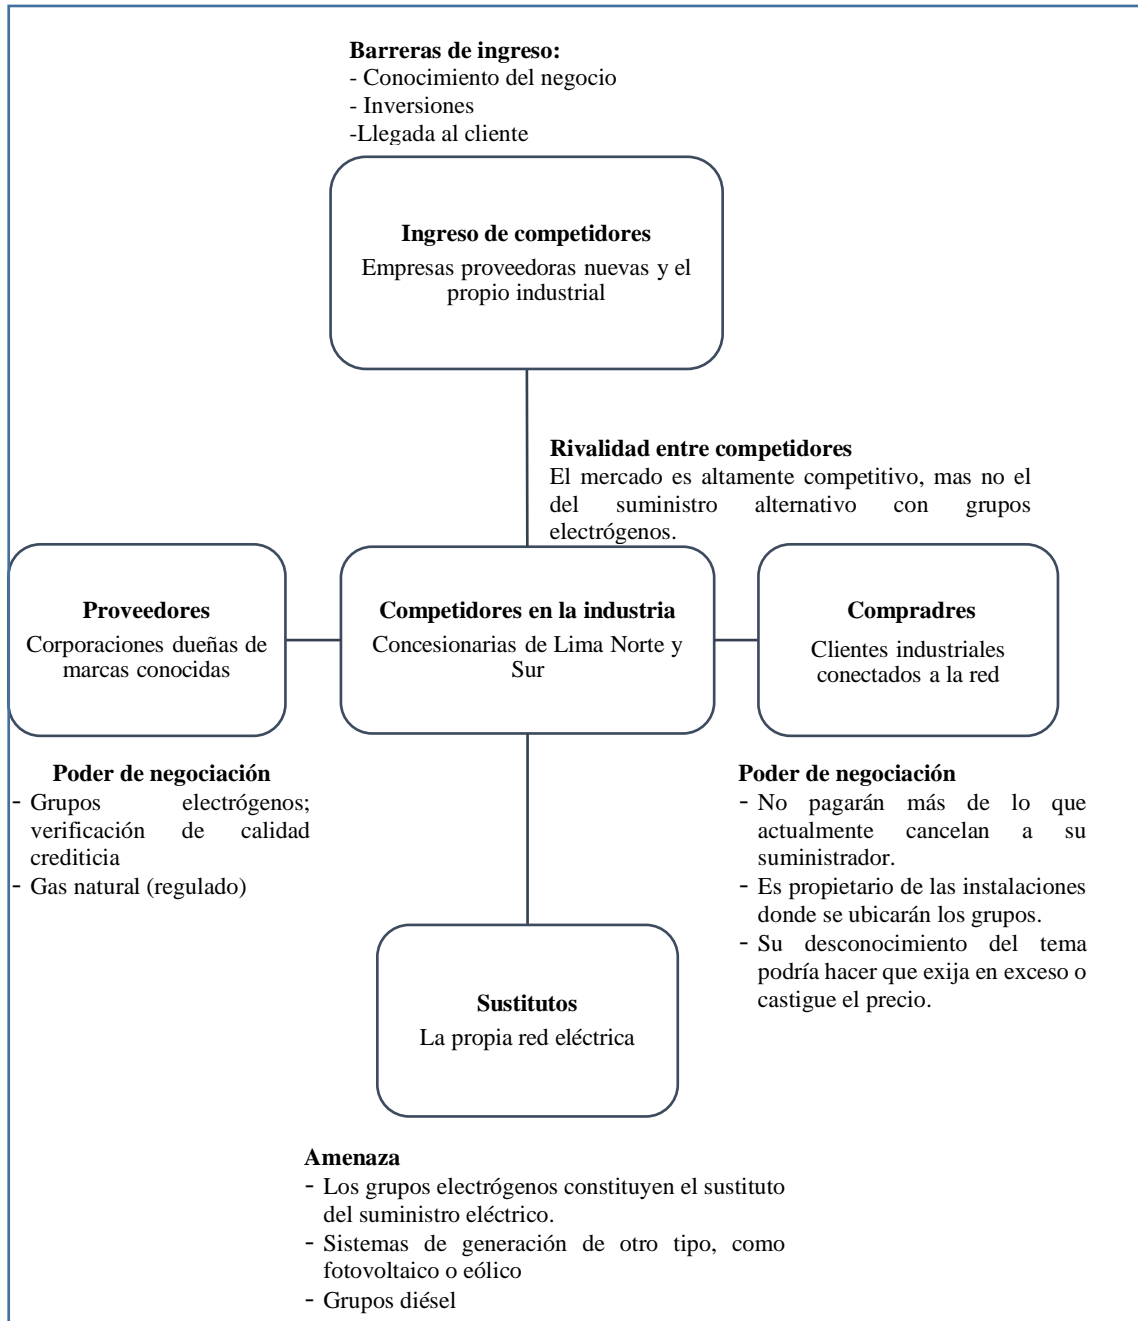 Barreras de ingreso:
- Conocimiento del negocio
- Inversiones
-Llegada al cliente
Ingreso de competidores
Empresas proveedoras nuevas y el
propio industrial
Rivalidad entre competidores
El mercado es altamente competitivo, mas no el
del suministro alternativo con grupos
electrógenos.
Proveedores
Corporaciones dueñas de
marcas conocidas
Competidores en la industria
Concesionarias de Lima Norte y
Sur
Compradres
Clientes industriales
conectados a la red
Poder de negociación
- Grupos electrógenos;
verificación de calidad
crediticia
- Gas natural (regulado)
Poder de negociación
- No pagarán más de lo que
actualmente cancelan a su
suministrador.
- Es propietario de las instalaciones
donde se ubicarán los grupos.
- Su desconocimiento del tema
podría hacer que exija en exceso o
castigue el precio.
Sustitutos
La propia red eléctrica
Amenaza
- Los grupos electrógenos constituyen el sustituto
del suministro eléctrico.
- Sistemas de generación de otro tipo, como
fotovoltaico o eólico
- Grupos diésel